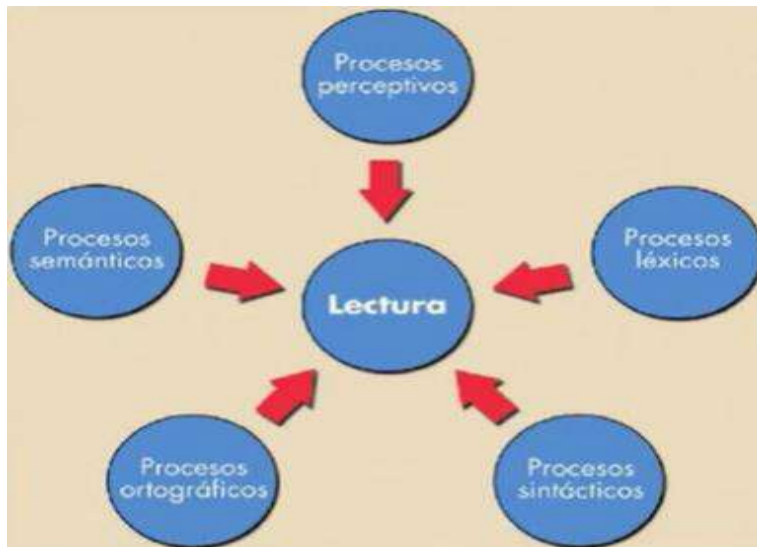 Procesos
perceptivos
Procesos
semánticos
Procesos
léxicos
Lectura
Procesos
ortográficos
Procesos
sintácticos